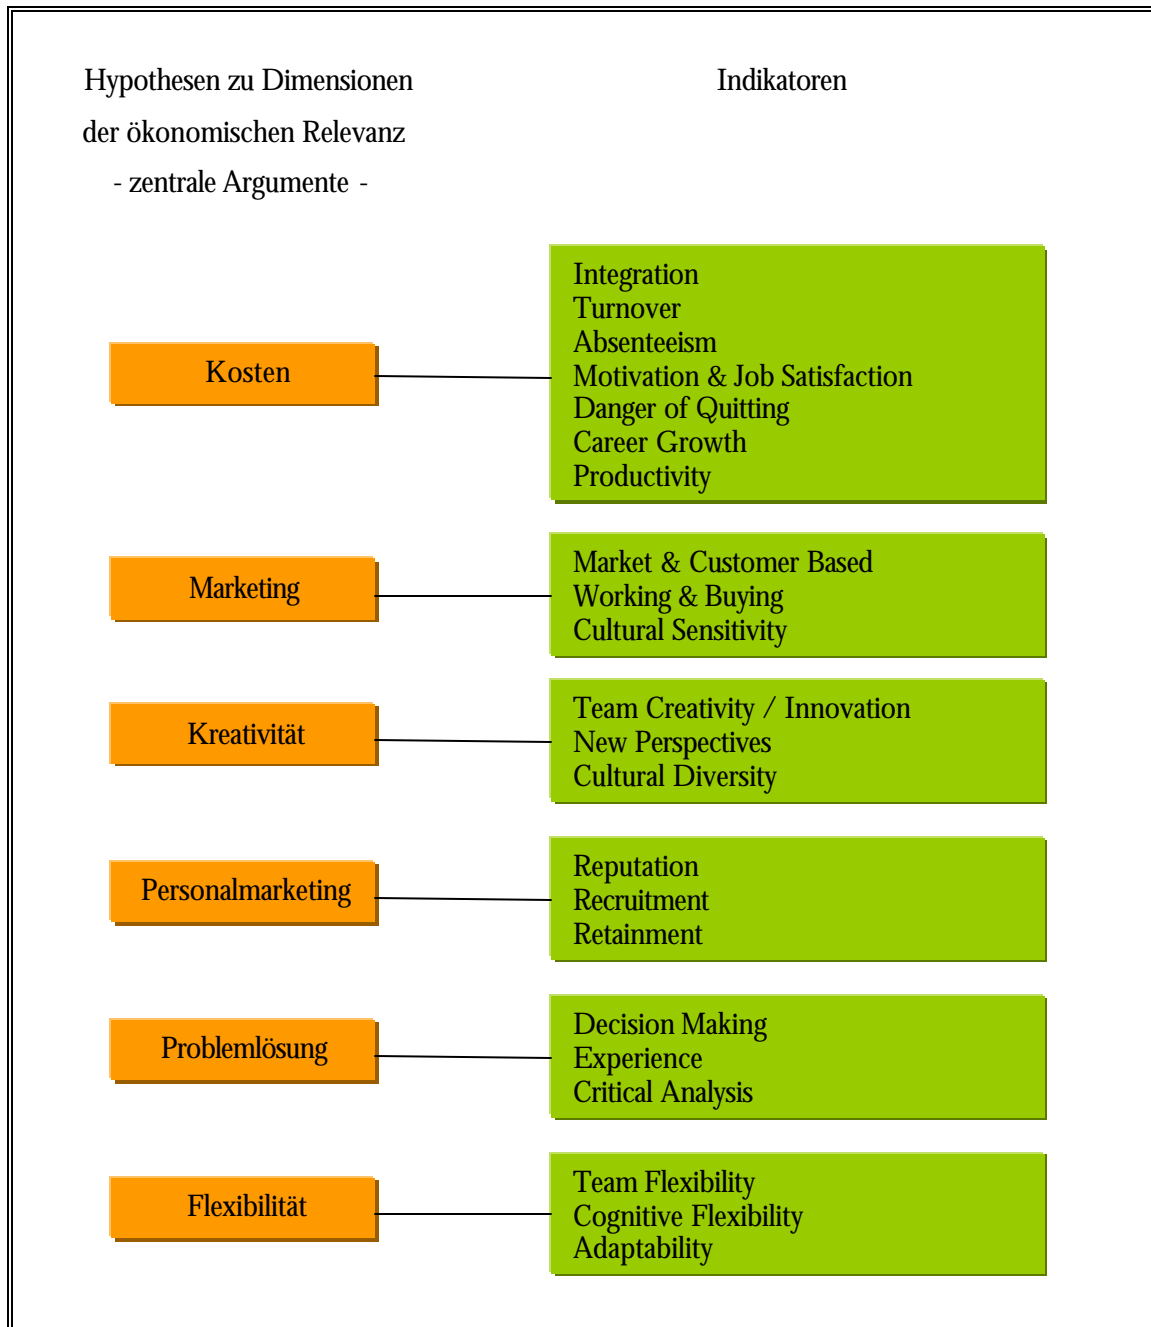 Hypothesen zu Dimensionen
der ökonomischen Relevanz
- zentrale Argumente -
Indikatoren
Kosten
Integration
Turnover
Absenteeism
Motivation & Job Satisfaction
Danger of Quitting
Career Growth
Productivity
Marketing
Market & Customer Based
Working & Buying
Cultural Sensitivity
Kreativität
Team Creativity / Innovation
New Perspectives
Cultural Diversity
Personalmarketing
Reputation
Recruitment
Retainment
Problemlösung
Decision Making
Experience
Critical Analysis
Flexibilität
Team Flexibility
Cognitive Flexibility
Adaptability